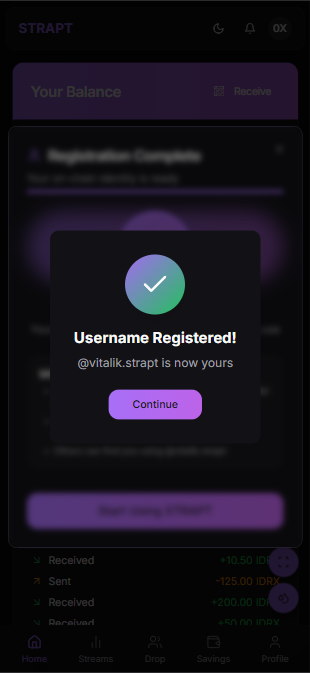 STRAPT
0X
Your Balance
Receive
Registration Complete
Your on-chain identity is ready
Username Registered!
@vitalik.strapt is now yours
Continue
Start Using STRAPT
Received
+10.50 IDRX
Sent
-125.00 IDRX
Received
+200.00
Received
+50.00 IDRX
Home
Streams
Drop
Savings
Profile